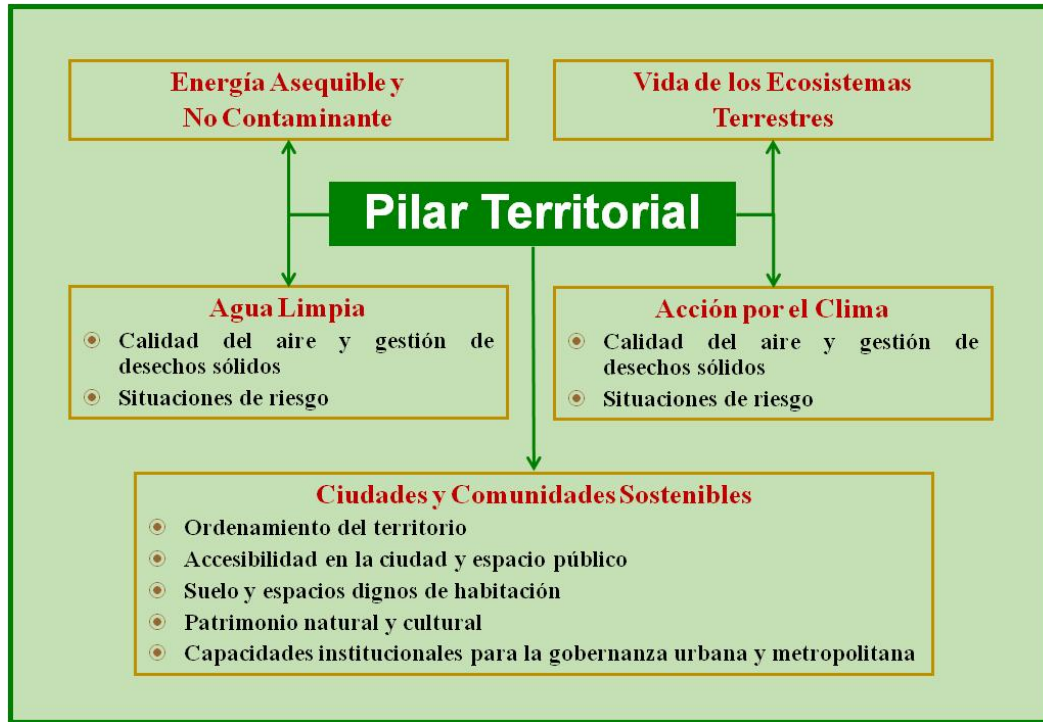 Energía Asequible y
No Contaminante
Vida de los Ecosistemas
Terrestres
Pilar Territorial
Agua Limpia
Calidad del aire y gestión de
desechos sólidos
Situaciones de riesgo
Acción por el Clima
Calidad del aire y gestión de
desechos sólidos
Situaciones de riesgo
Ciudades y Comunidades Sostenibles
Ordenamiento del territorio
Accesibilidad en la ciudad y espacio público
Suelo y espacios dignos de habitación
Patrimonio natural y cultural
Capacidades institucionales para la gobernanza urbana y metropolitana